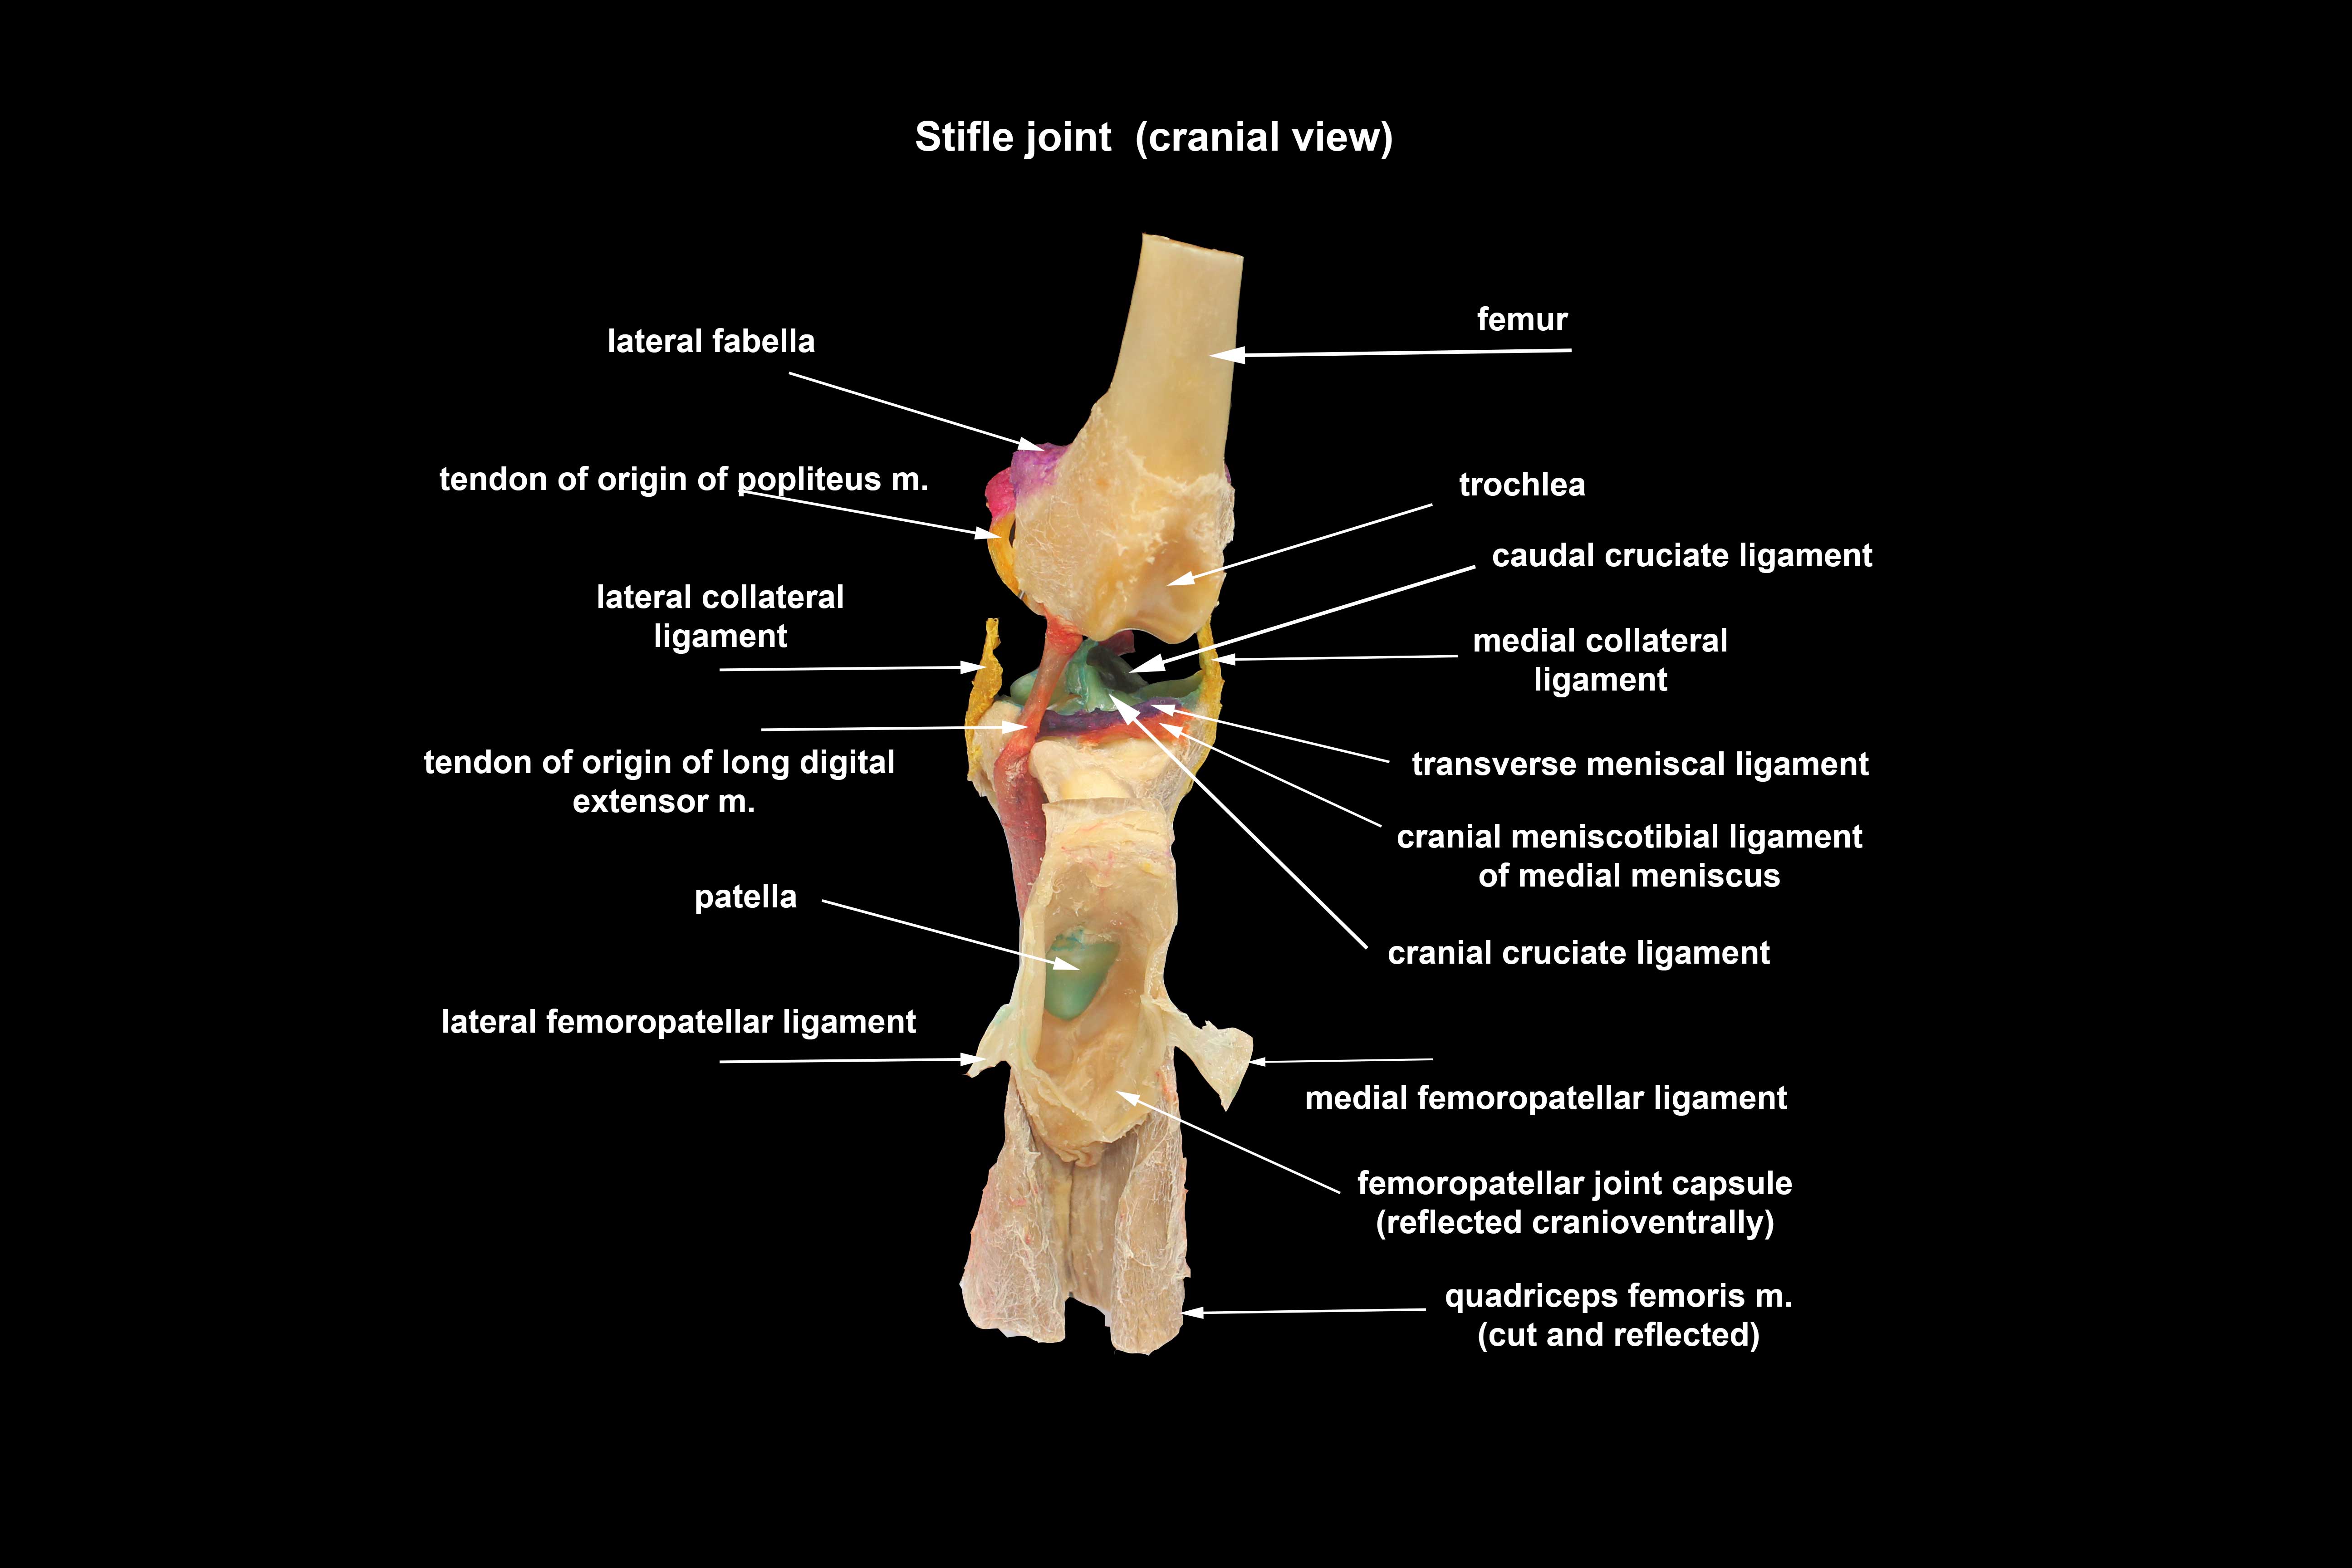 Stifle joint (cranial view)
femur
lateral fabella
tendon of origin of popliteus m.
trochlea
caudal cruciate ligament
lateral collateral
ligament
medial collateral
ligament
tendon of origin of long digital
extensor m.
transverse meniscal ligament
cranial meniscotibial ligament
of medial meniscus
patella
cranial cruciate ligament
lateral femoropatellar ligament
medial femoropatellar ligament
femoropatellar joint capsule
(reflected cranioventrally)
quadriceps femoris m.
(cut and reflected)